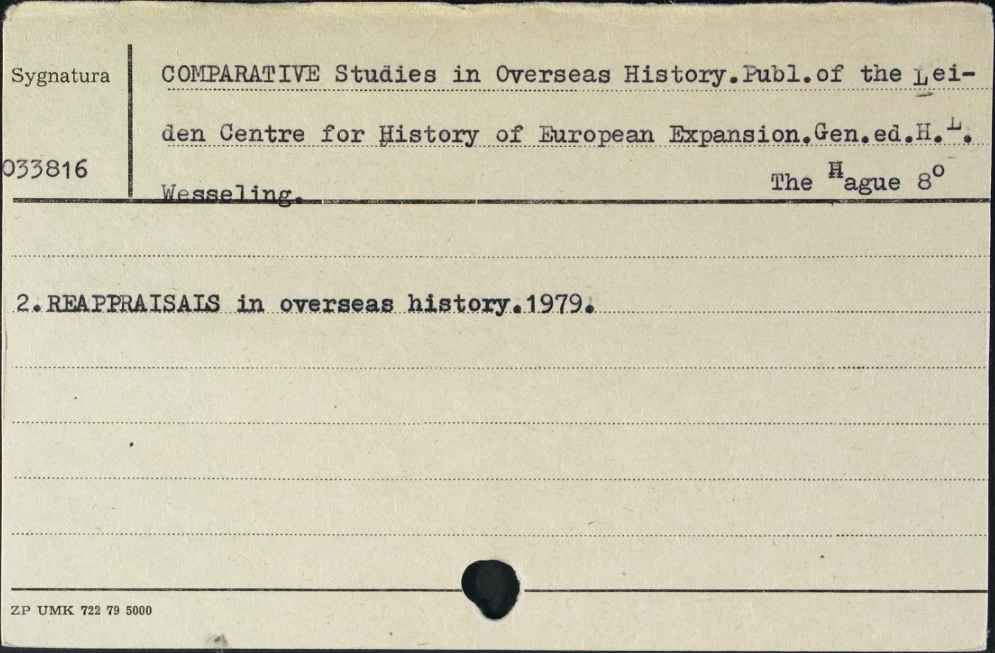 Sygnatura
COMPARATIVE Studies in Overseas History.Publ.of the Lei-
den Centre for History of European Expansion.Gen.ed.H.L.
033816
Wesseling. The Hague 8°
2.REAPPRAISALS in overseas history.1979.
ZP UMK 722 79 5000